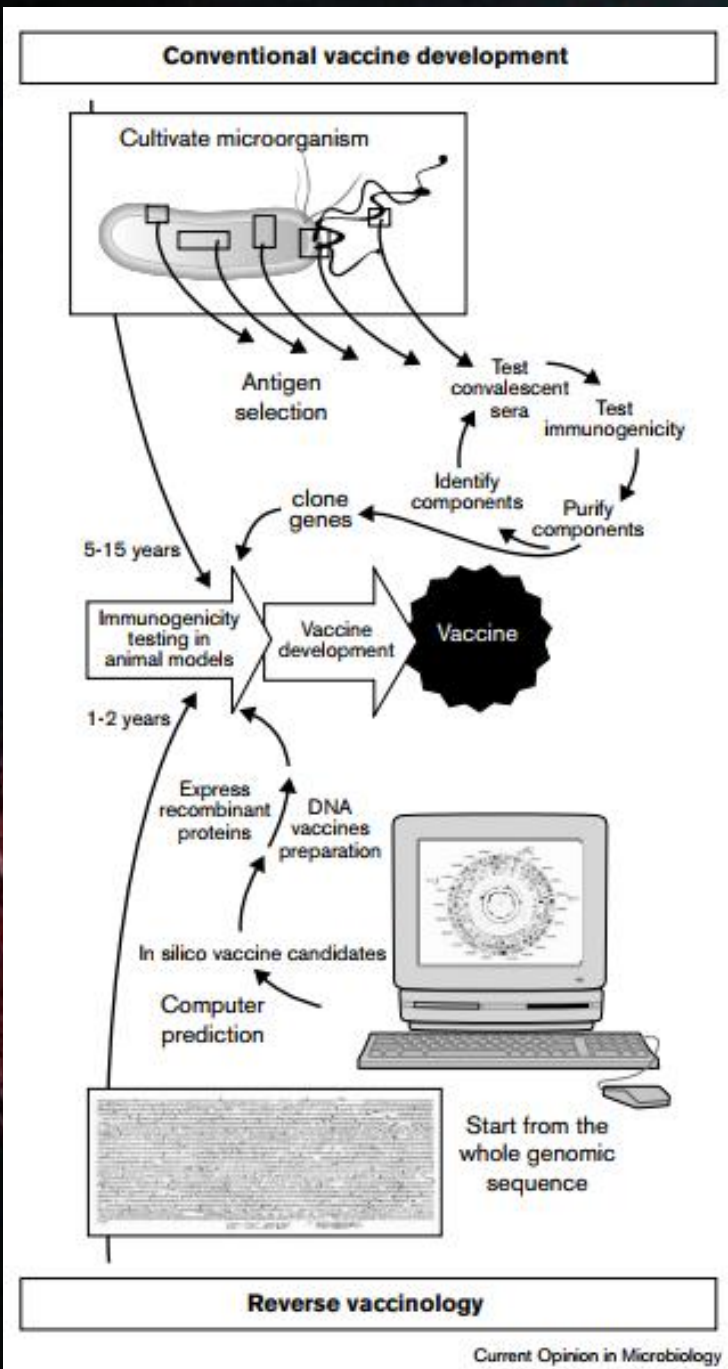 Conventional vaccine development
Cultivate microorganism
Antigen
selection
Test
convalescent
sera
Test
immunogenicity
Identify
components
Purify
components
clone
genes
5-15 years
Immunogenicity
testing in
animal models
Vaccine
development
Vaccine
1-2 years
Express
recombinant
proteins
DNA
vaccines
preparation
In silico vaccine candidates
Computer
prediction
Start from the
whole genomic
sequence
Reverse vaccinology
Current Opinion in Microbiology